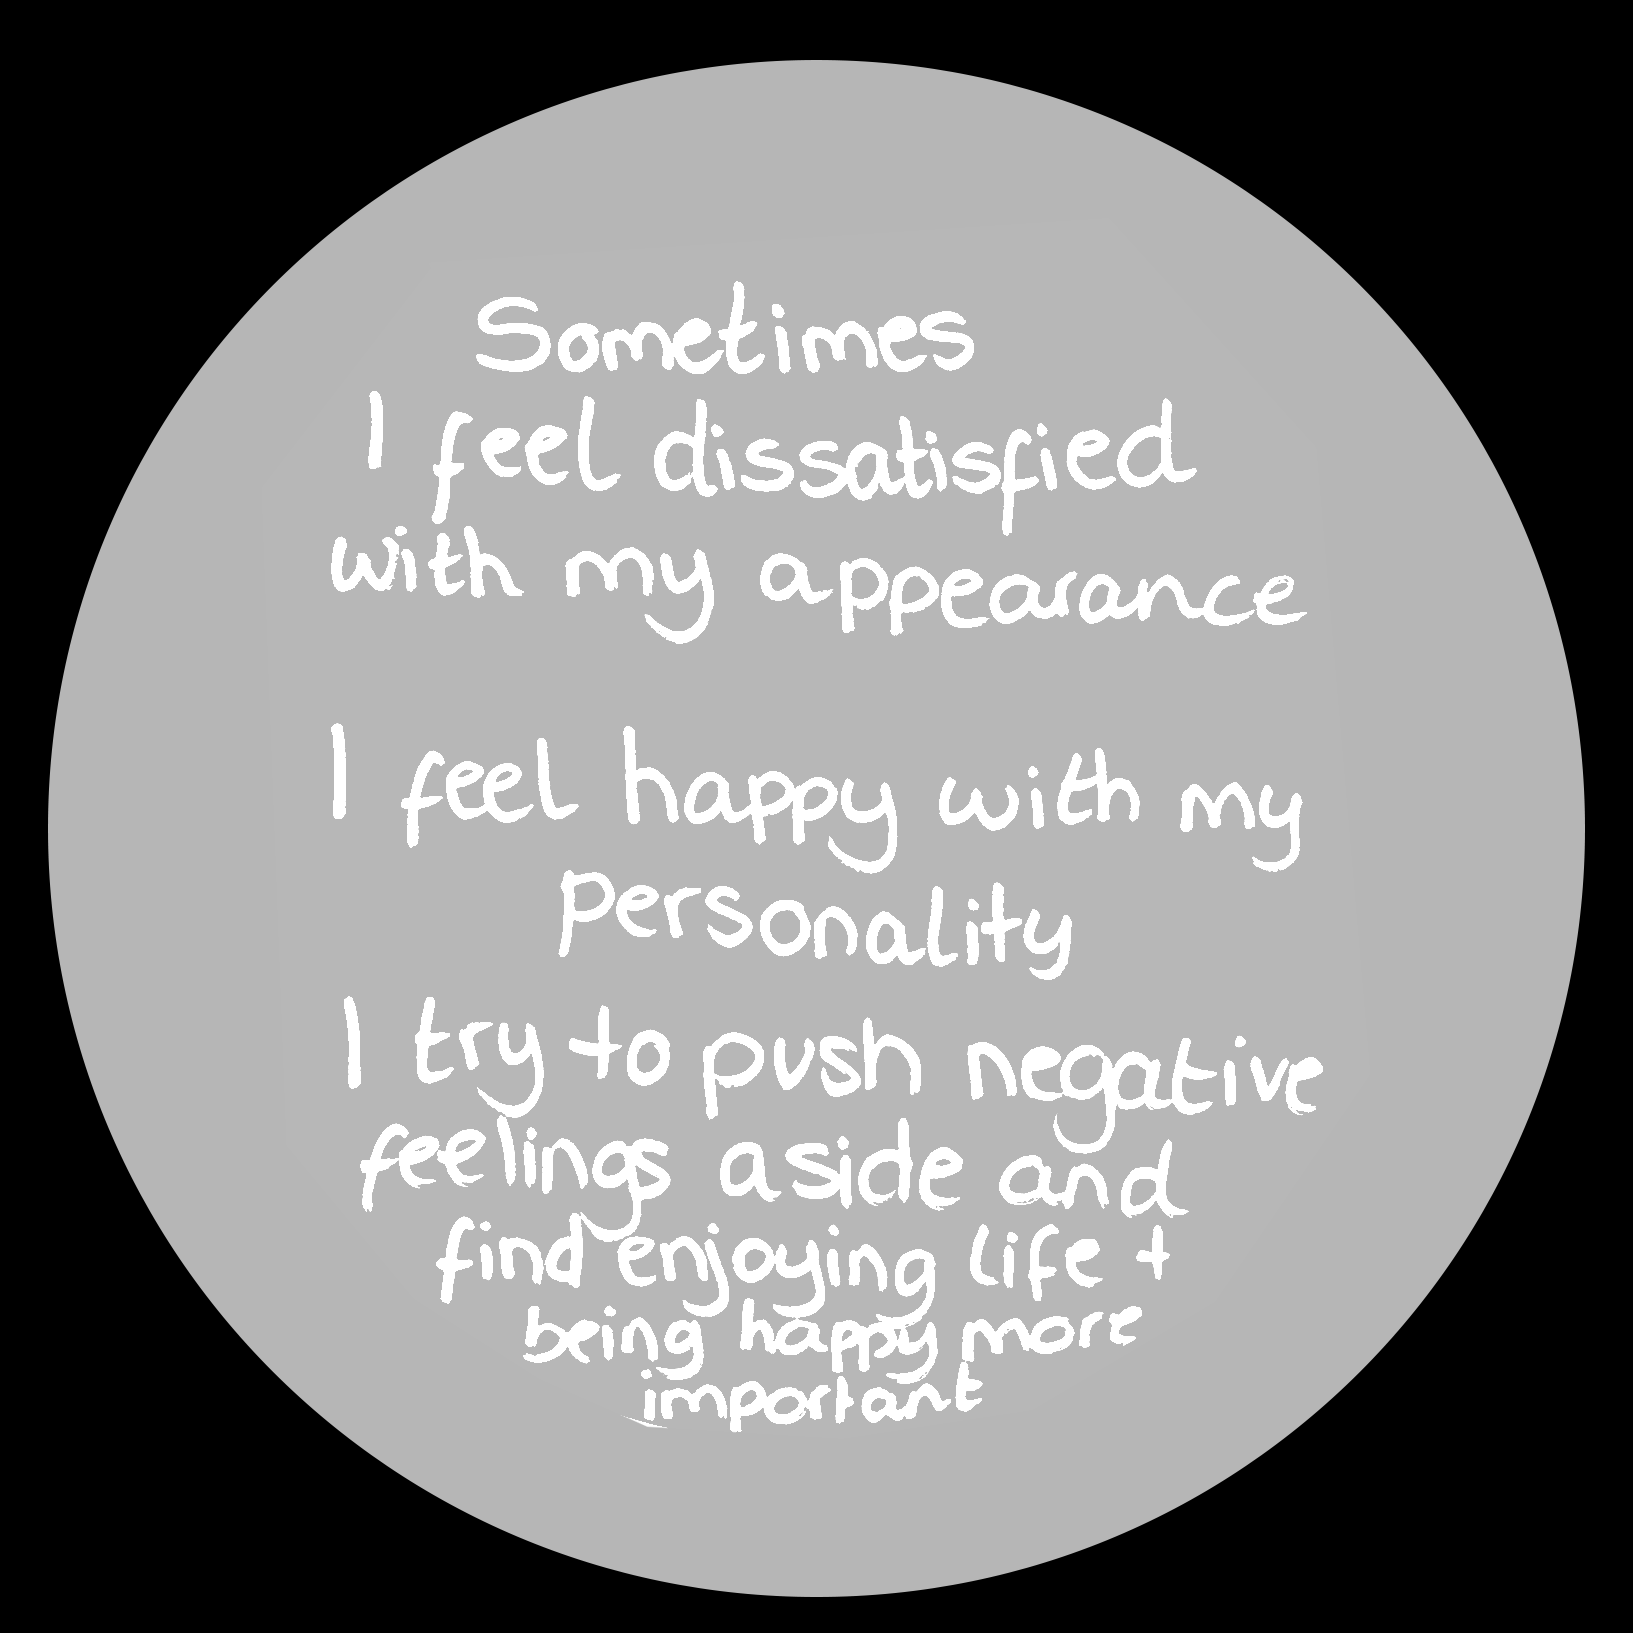 Sometimes
I feel dissatisfied
with my appearance
I feel happy with my
personality
I try to push negative
feelings aside and
find enjoying life +
being happy more
important